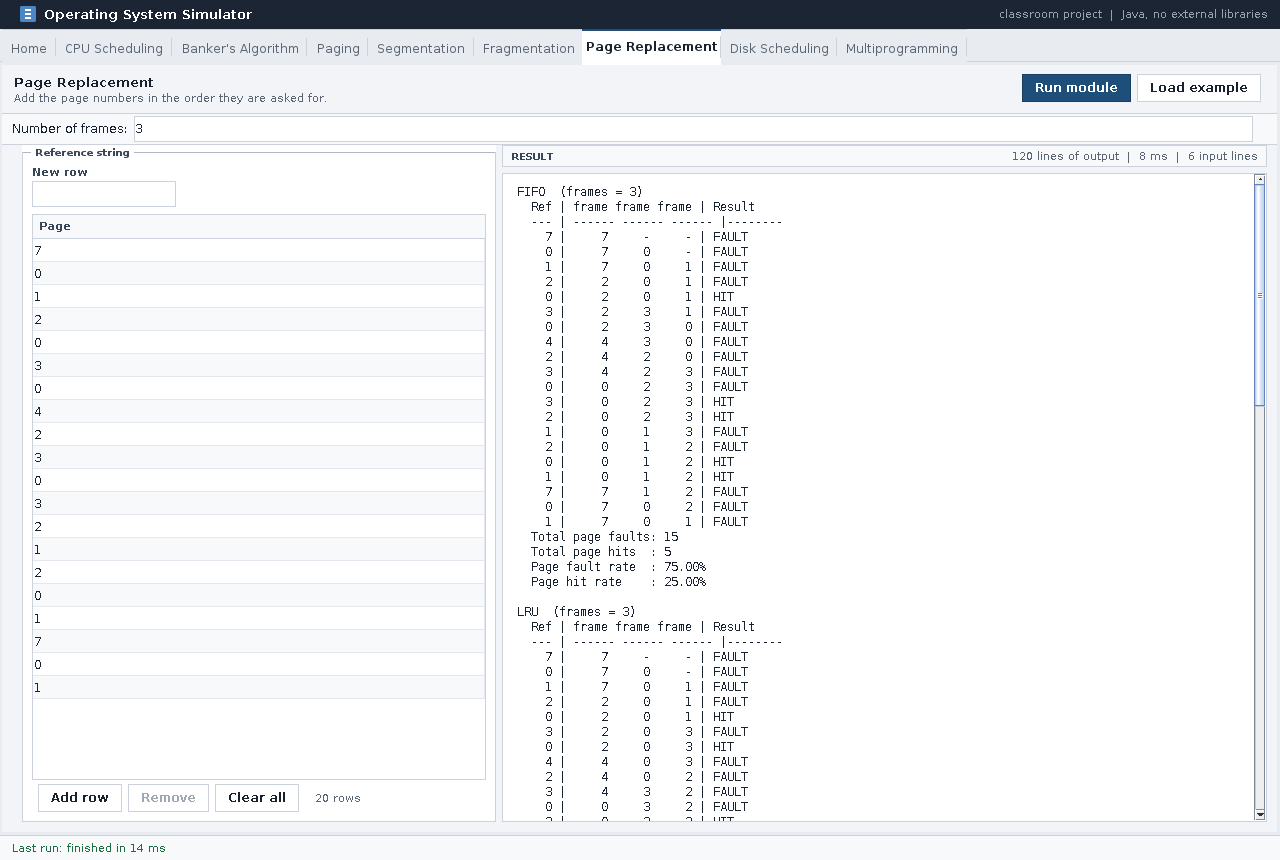 Operating System Simulator
classroom project | Java, no external libraries
Home CPU Scheduling Banker's Algorithm Paging Segmentation Fragmentation Page Replacement Disk Scheduling Multiprogramming
Page Replacement
Add the page numbers in the order they are asked for.
Run module Load example
Number of frames: 3
Reference string
New row
Page
7
0
1
2
0
3
0
4
2
3
0
3
2
1
2
0
1
7
0
1
Add row Remove Clear all 20 rows
RESULT 120 lines of output | 8 ms | 6 input lines
FIFO (frames = 3)
Ref | frame frame frame | Result
--- | ------ ------ ------ |--------
7 | 7 - - | FAULT
0 | 7 0 - | FAULT
1 | 7 0 1 | FAULT
2 | 2 0 1 | FAULT
0 | 2 0 1 | HIT
3 | 2 3 1 | FAULT
0 | 2 3 0 | FAULT
4 | 4 3 0 | FAULT
2 | 4 2 0 | FAULT
3 | 4 2 3 | FAULT
0 | 0 2 3 | FAULT
3 | 0 2 3 | HIT
2 | 0 2 3 | HIT
1 | 0 1 3 | FAULT
2 | 0 1 2 | FAULT
0 | 0 1 2 | HIT
1 | 0 1 2 | HIT
7 | 7 1 2 | FAULT
0 | 7 0 2 | FAULT
1 | 7 0 1 | FAULT
Total page faults: 15
Total page hits : 5
Page fault rate : 75.00%
Page hit rate : 25.00%
LRU (frames = 3)
Ref | frame frame frame | Result
--- | ------ ------ ------ |--------
7 | 7 - - | FAULT
0 | 7 0 - | FAULT
1 | 7 0 1 | FAULT
2 | 2 0 1 | FAULT
0 | 2 0 1 | HIT
3 | 2 0 3 | FAULT
0 | 2 0 3 | HIT
4 | 4 0 3 | FAULT
2 | 4 0 2 | FAULT
3 | 4 3 2 | FAULT
0 | 0 3 2 | FAULT
Last run: finished in 14 ms